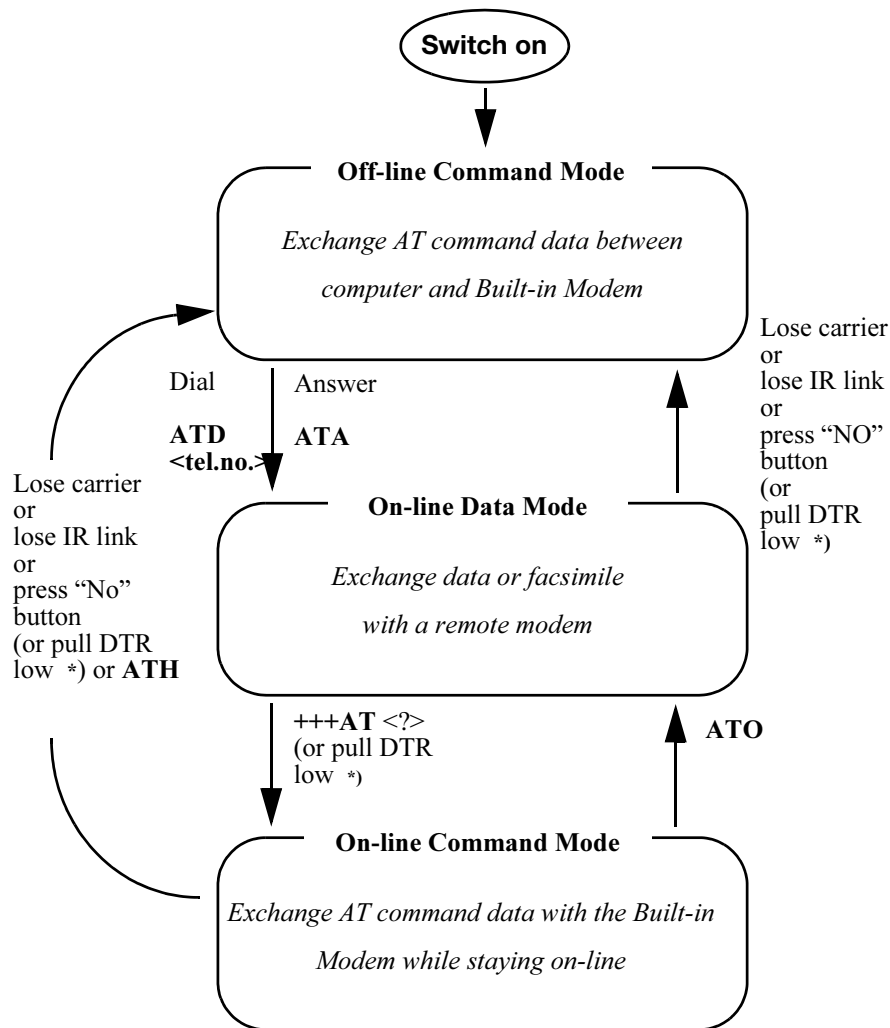 Switch on
Off-line Command Mode
Exchange AT command data between
computer and Built-in Modem
Dial
ATD
<tel.no.>
Answer
ATA
Lose carrier
or
lose IR link
or
press “NO”
button
(or
pull DTR
low *)
On-line Data Mode
Exchange data or facsimile
with a remote modem
Lose carrier
or
lose IR link
or
press “No”
button
(or pull DTR
low *) or ATH
+++AT <?>
(or pull DTR
low *)
ATO
On-line Command Mode
Exchange AT command data with the Built-in
Modem while staying on-line